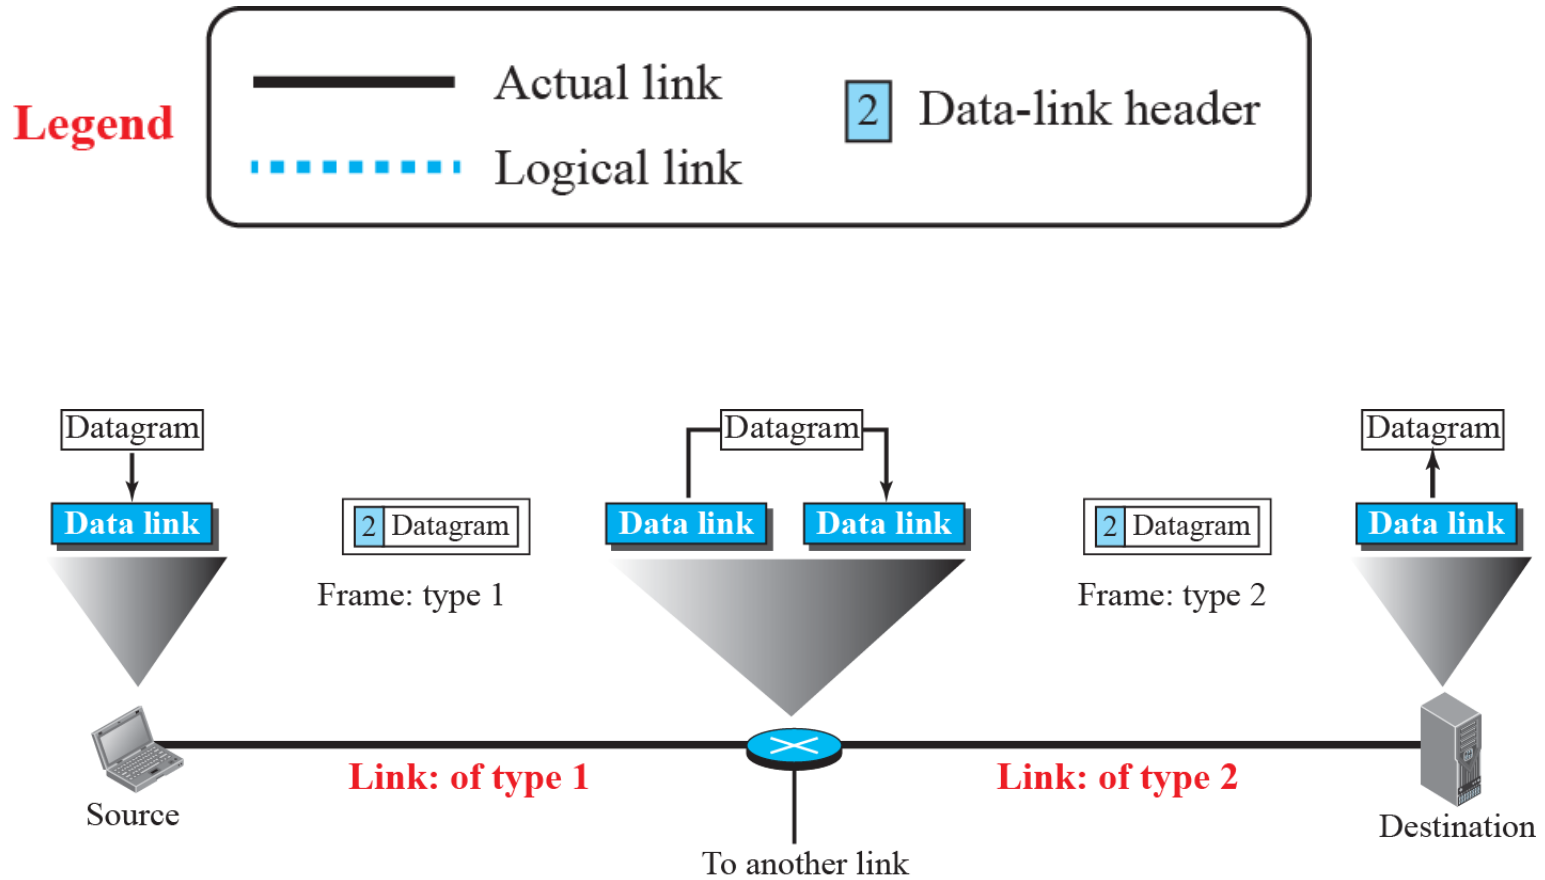 Legend
Actual link
Logical link
2 Data-link header
Datagram
Datagram
Datagram
Data link
2 Datagram
Data link
Data link
2 Datagram
Data link
Frame: type 1
Frame: type 2
Link: of type 1
Link: of type 2
Source
Destination
To another link